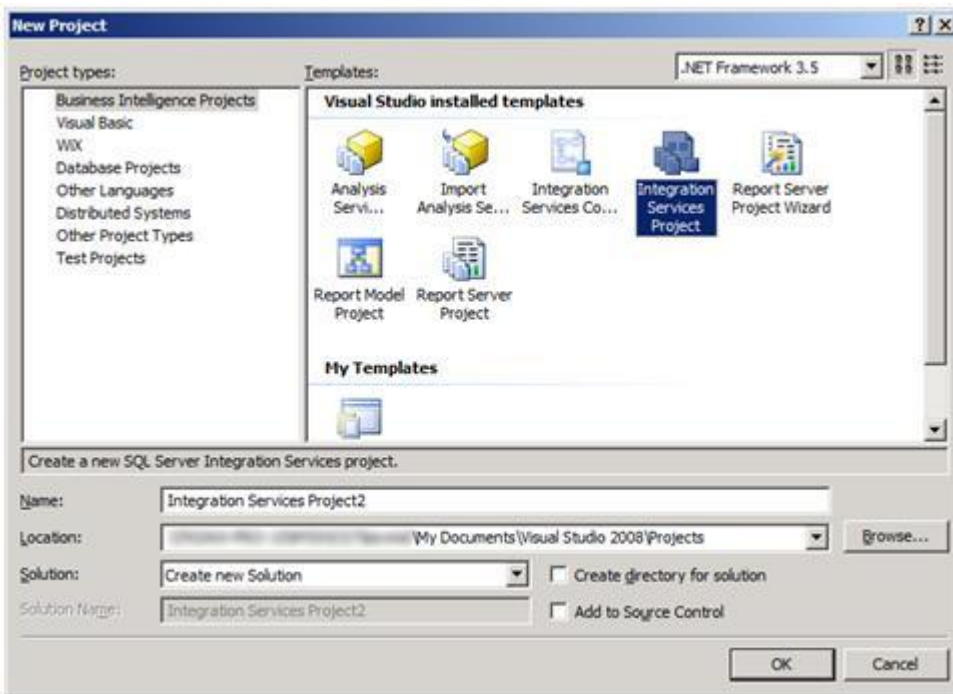 New Project
Project types:
Templates:
.NET Framework 3.5
Business Intelligence Projects
Visual Basic
WiX
Database Projects
Other Languages
Distributed Systems
Other Project Types
Test Projects
Visual Studio installed templates
Analysis
Servi...
Import
Analysis Se...
Integration
Services Co...
Integration
Services
Project
Report Server
Project Wizard
Report Model
Project
Report Server
Project
My Templates
Create a new SQL Server Integration Services project.
Name:
Integration Services Project2
Location:
\My Documents\Visual Studio 2008\Projects
Browse...
Solution:
Create new Solution
Create directory for solution
Solution Name:
Integration Services Project2
Add to Source Control
OK
Cancel